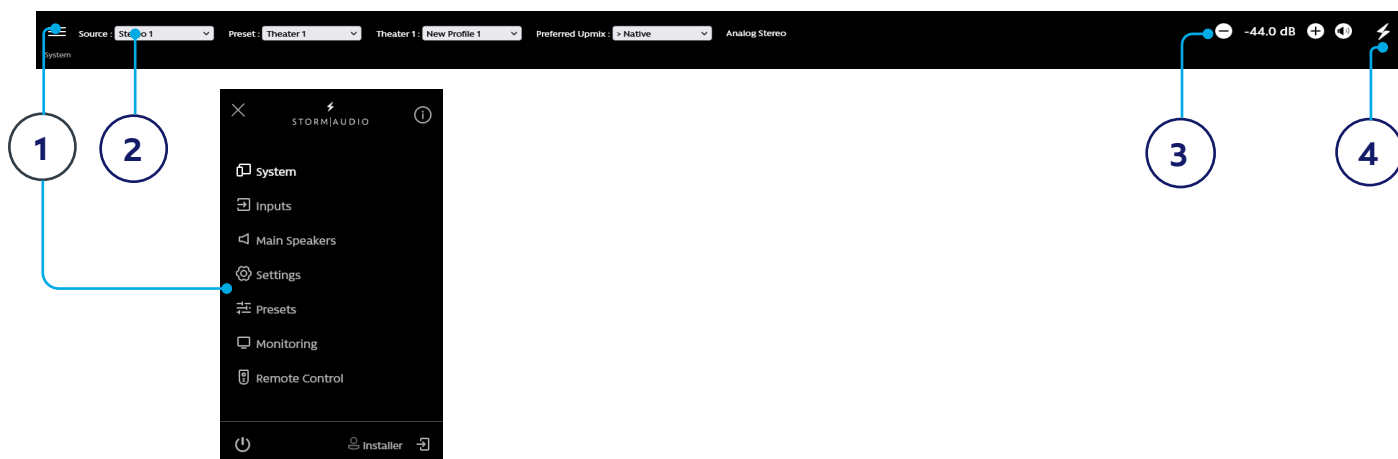 Source : Stereo 1 Preset : Theater 1 Theater 1 : New Profile 1 Preferred Upmix : > Native Analog Stereo -44.0 dB
System
STORM|AUDIO
1
2
3
4
System
Inputs
Main Speakers
Settings
Presets
Monitoring
Remote Control
Installer